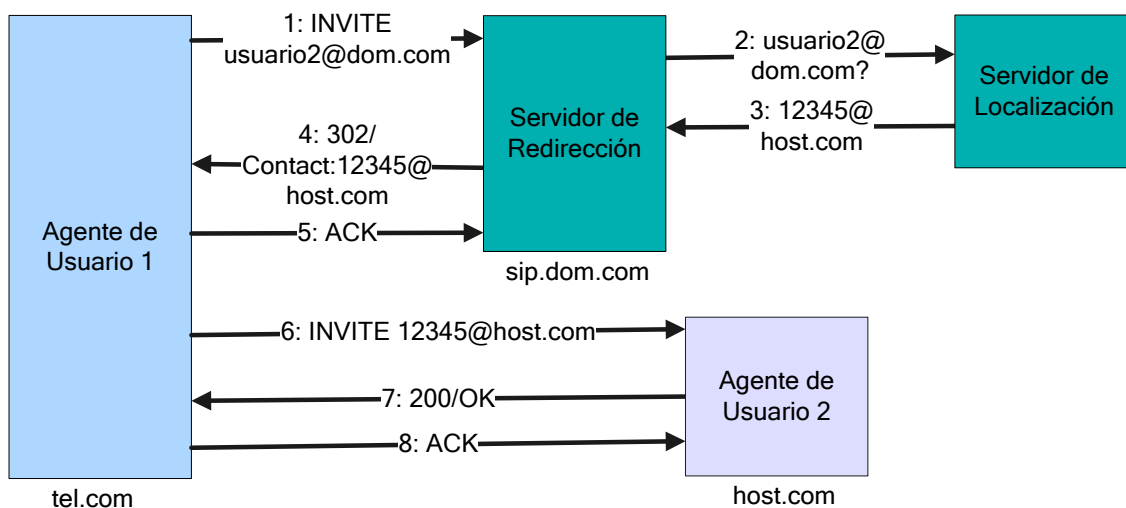 1: INVITE
usuario2@dom.com
2: usuario2@
dom.com?
Servidor de
Localización
3: 12345@
host.com
Servidor de
Redirección
4: 302/
Contact:12345@
host.com
Agente de
Usuario 1
5: ACK
sip.dom.com
6: INVITE 12345@host.com
7: 200/OK
Agente de
Usuario 2
8: ACK
tel.com
host.com